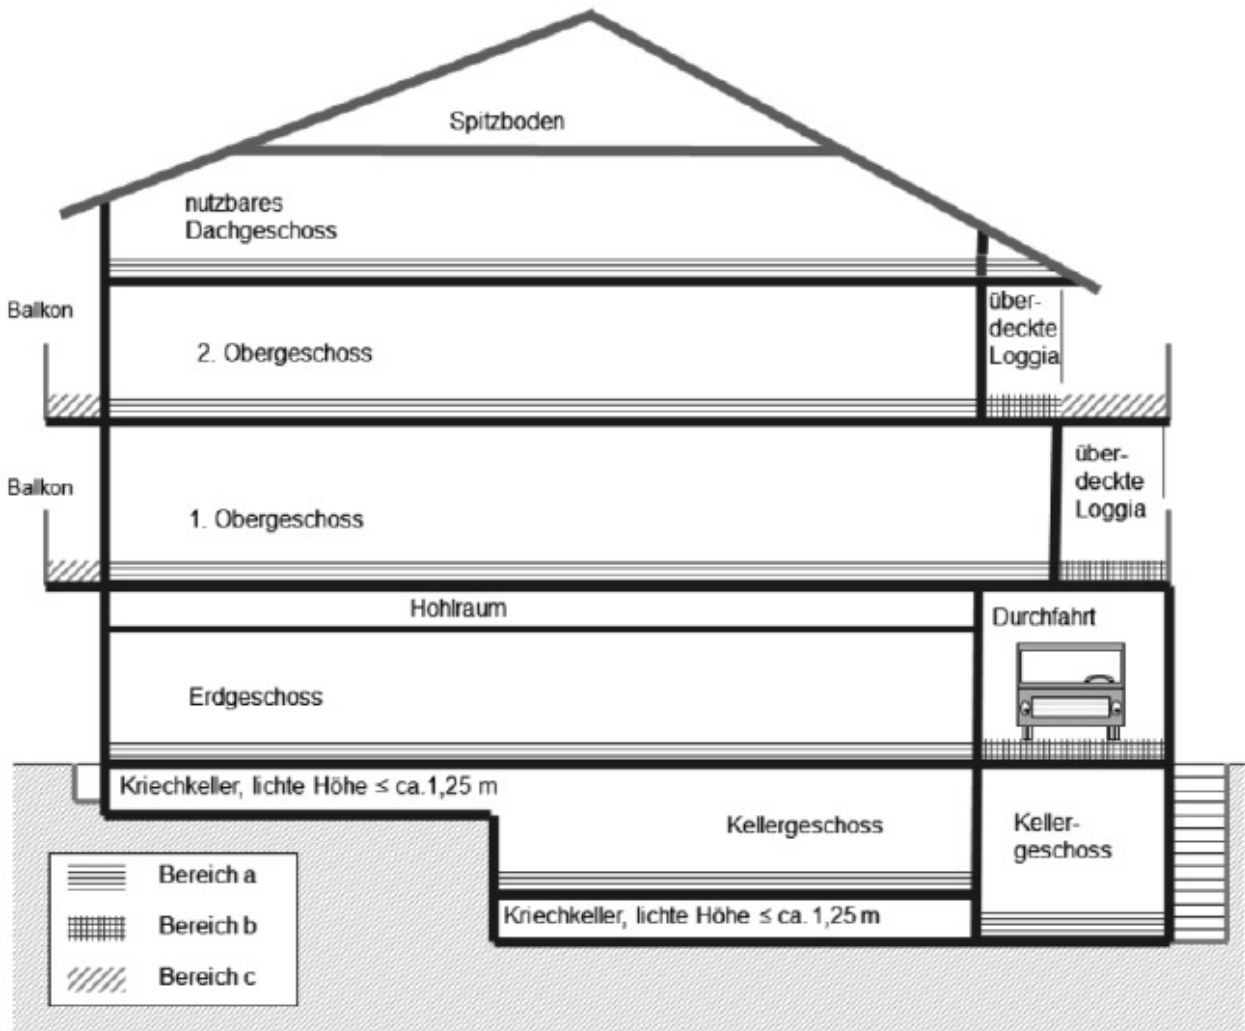 Spitzboden
nutzbares
Dachgeschoss
Balkon
2. Obergeschoss
über-
deckte
Loggia
Balkon
1. Obergeschoss
über-
deckte
Loggia
Hohlraum
Durchfahrt
Erdgeschoss
Kriechkeller, lichte Höhe ≤ ca.1,25 m
Kellergeschoss
Keller-
geschoss
Kriechkeller, lichte Höhe ≤ ca. 1,25 m
Bereich a
Bereich b
Bereich c